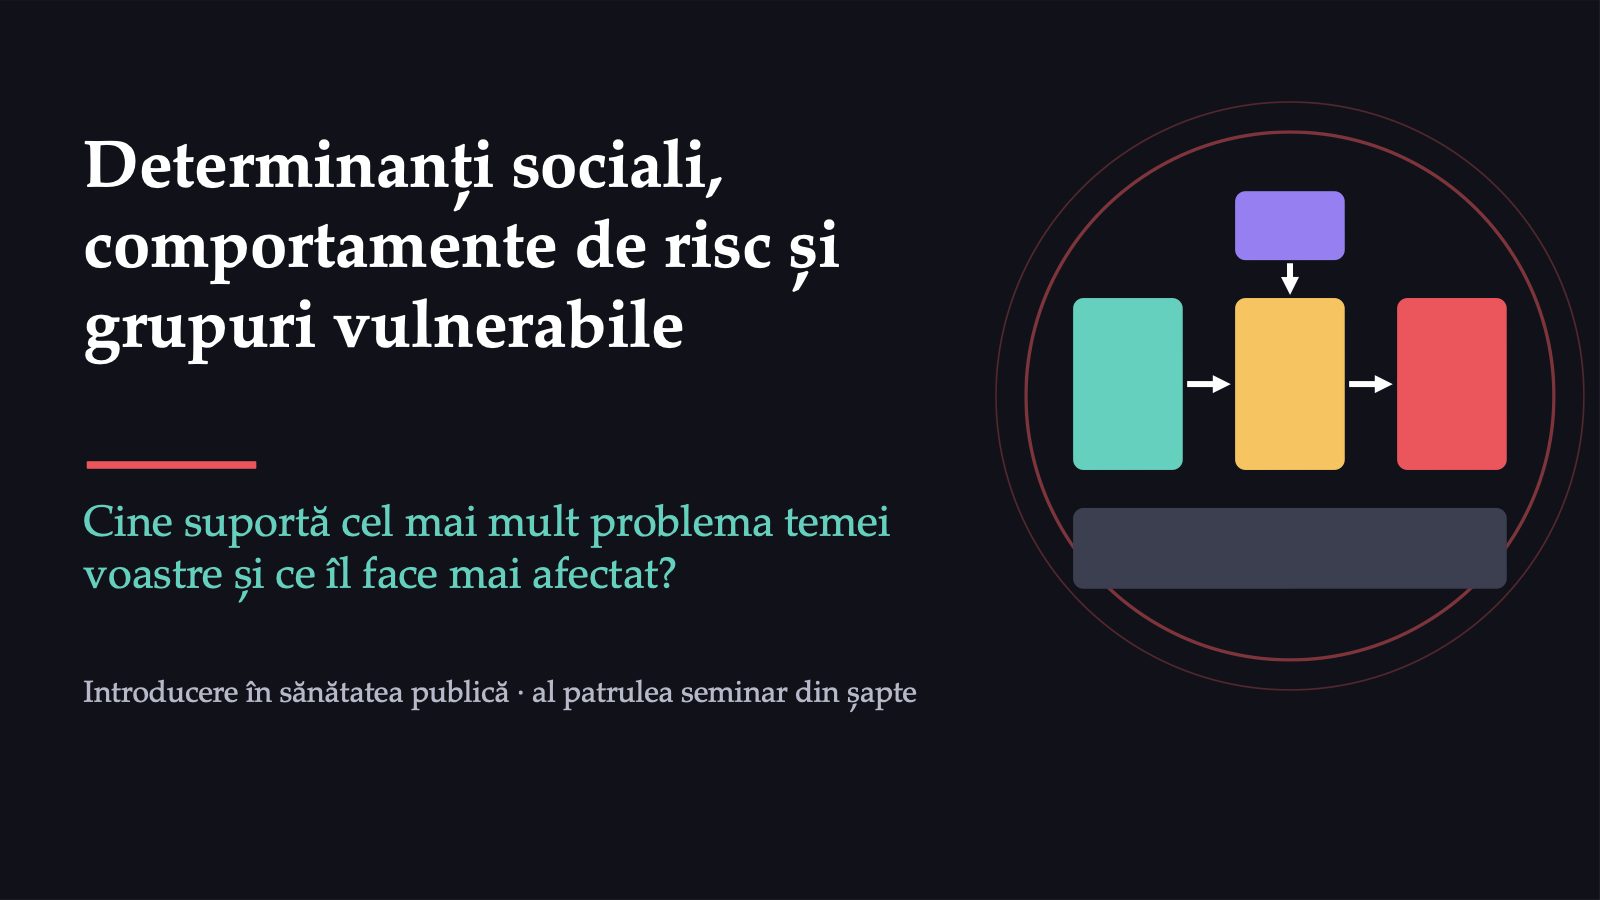 Determinanți sociali,
comportamente de risc și
grupuri vulnerabile
Cine suportă cel mai mult problema temei
voastre și ce îl face mai afectat?
Introducere în sănătatea publică · al patrulea seminar din șapte